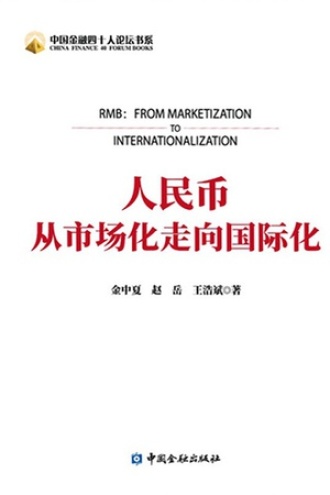 中国金融四十人论坛书系
CHINA FINANCE 40 FORUM BOOKS
RMB: FROM MARKETIZATION
TO
INTERNATIONALIZATION
人民币
从市场化走向国际化
金中夏 赵 岳 王浩斌◎著
中国金融出版社